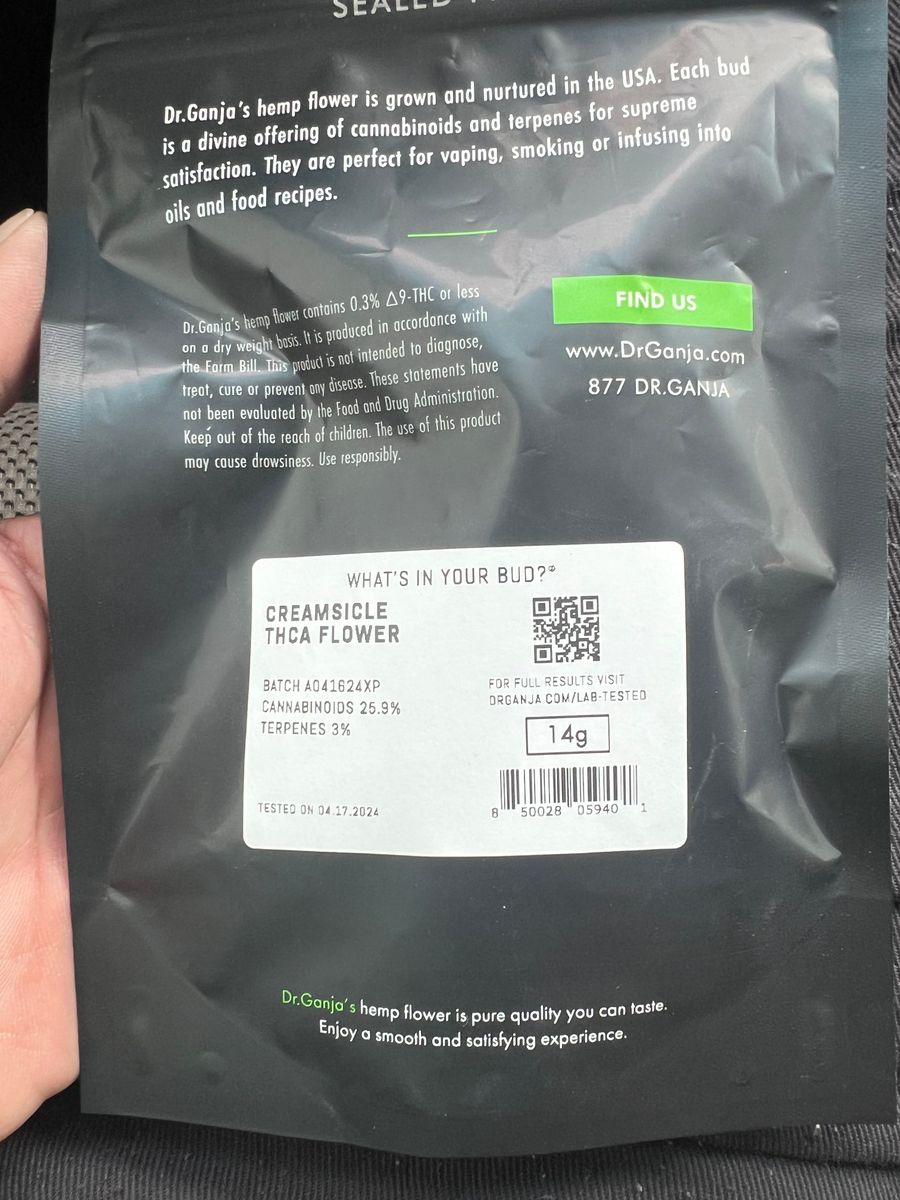 SEALED
Dr.Ganja's hemp flower is grown and nurtured in the USA. Each bud
is a divine offering of cannabinoids and terpenes for supreme
satisfaction. They are perfect for vaping, smoking or infusing into
oils and food recipes.
Dr.Ganja's hemp flower contains 0.3% Δ9-THC or less
on a dry weight basis. It is produced in accordance with
the Farm Bill. This product is not intended to diagnose,
treat, cure or prevent any disease. These statements have
not been evaluated by the Food and Drug Administration.
Keep out of the reach of children. The use of this product
may cause drowsiness. Use responsibly.
FIND US
www.DrGanja.com
877 DR.GANJA
WHAT'S IN YOUR BUD?®
CREAMSICLE
THCA FLOWER
BATCH A041624XP
CANNABINOIDS 25.9%
TERPENES 3%
TESTED ON 04.17.2024
FOR FULL RESULTS VISIT
DRGANJA.COM/LAB-TESTED
14g
8 50028 05940 1
Dr.Ganja's hemp flower is pure quality you can taste.
Enjoy a smooth and satisfying experience.